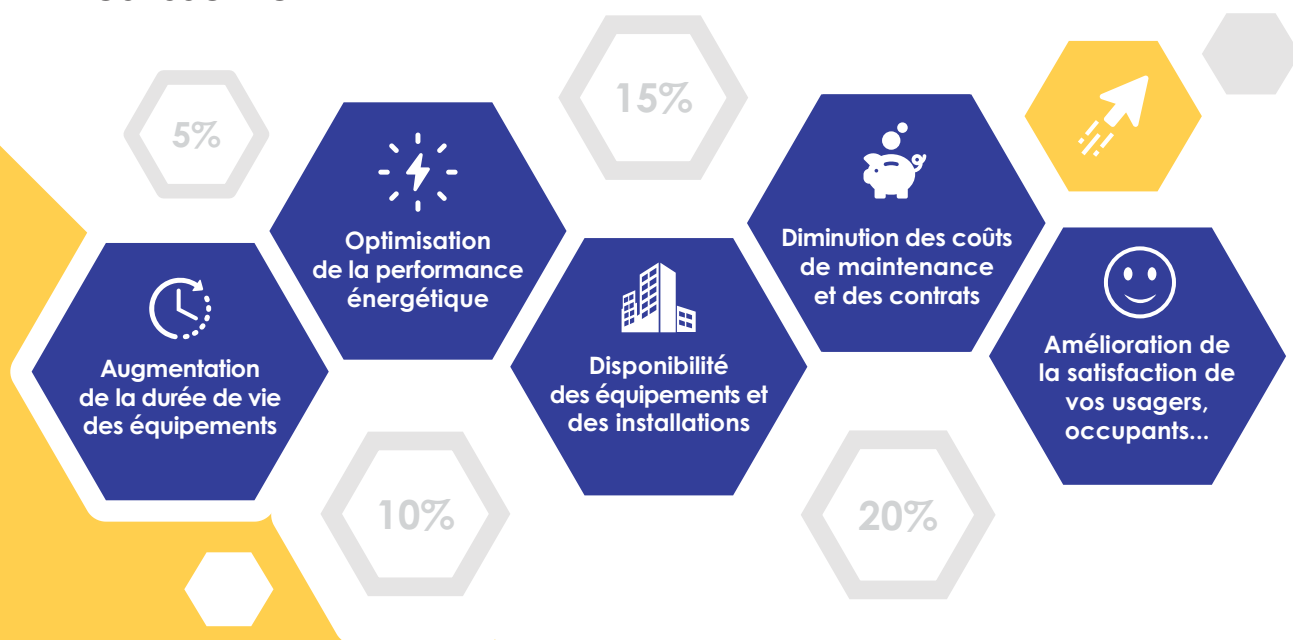 5%
15%
Optimisation
de la performance
énergétique
Diminution des coûts
de maintenance
et des contrats
Augmentation
de la durée de vie
des équipements
Disponibilité
des équipements et
des installations
Amélioration de
la satisfaction de
vos usagers,
occupants...
10%
20%